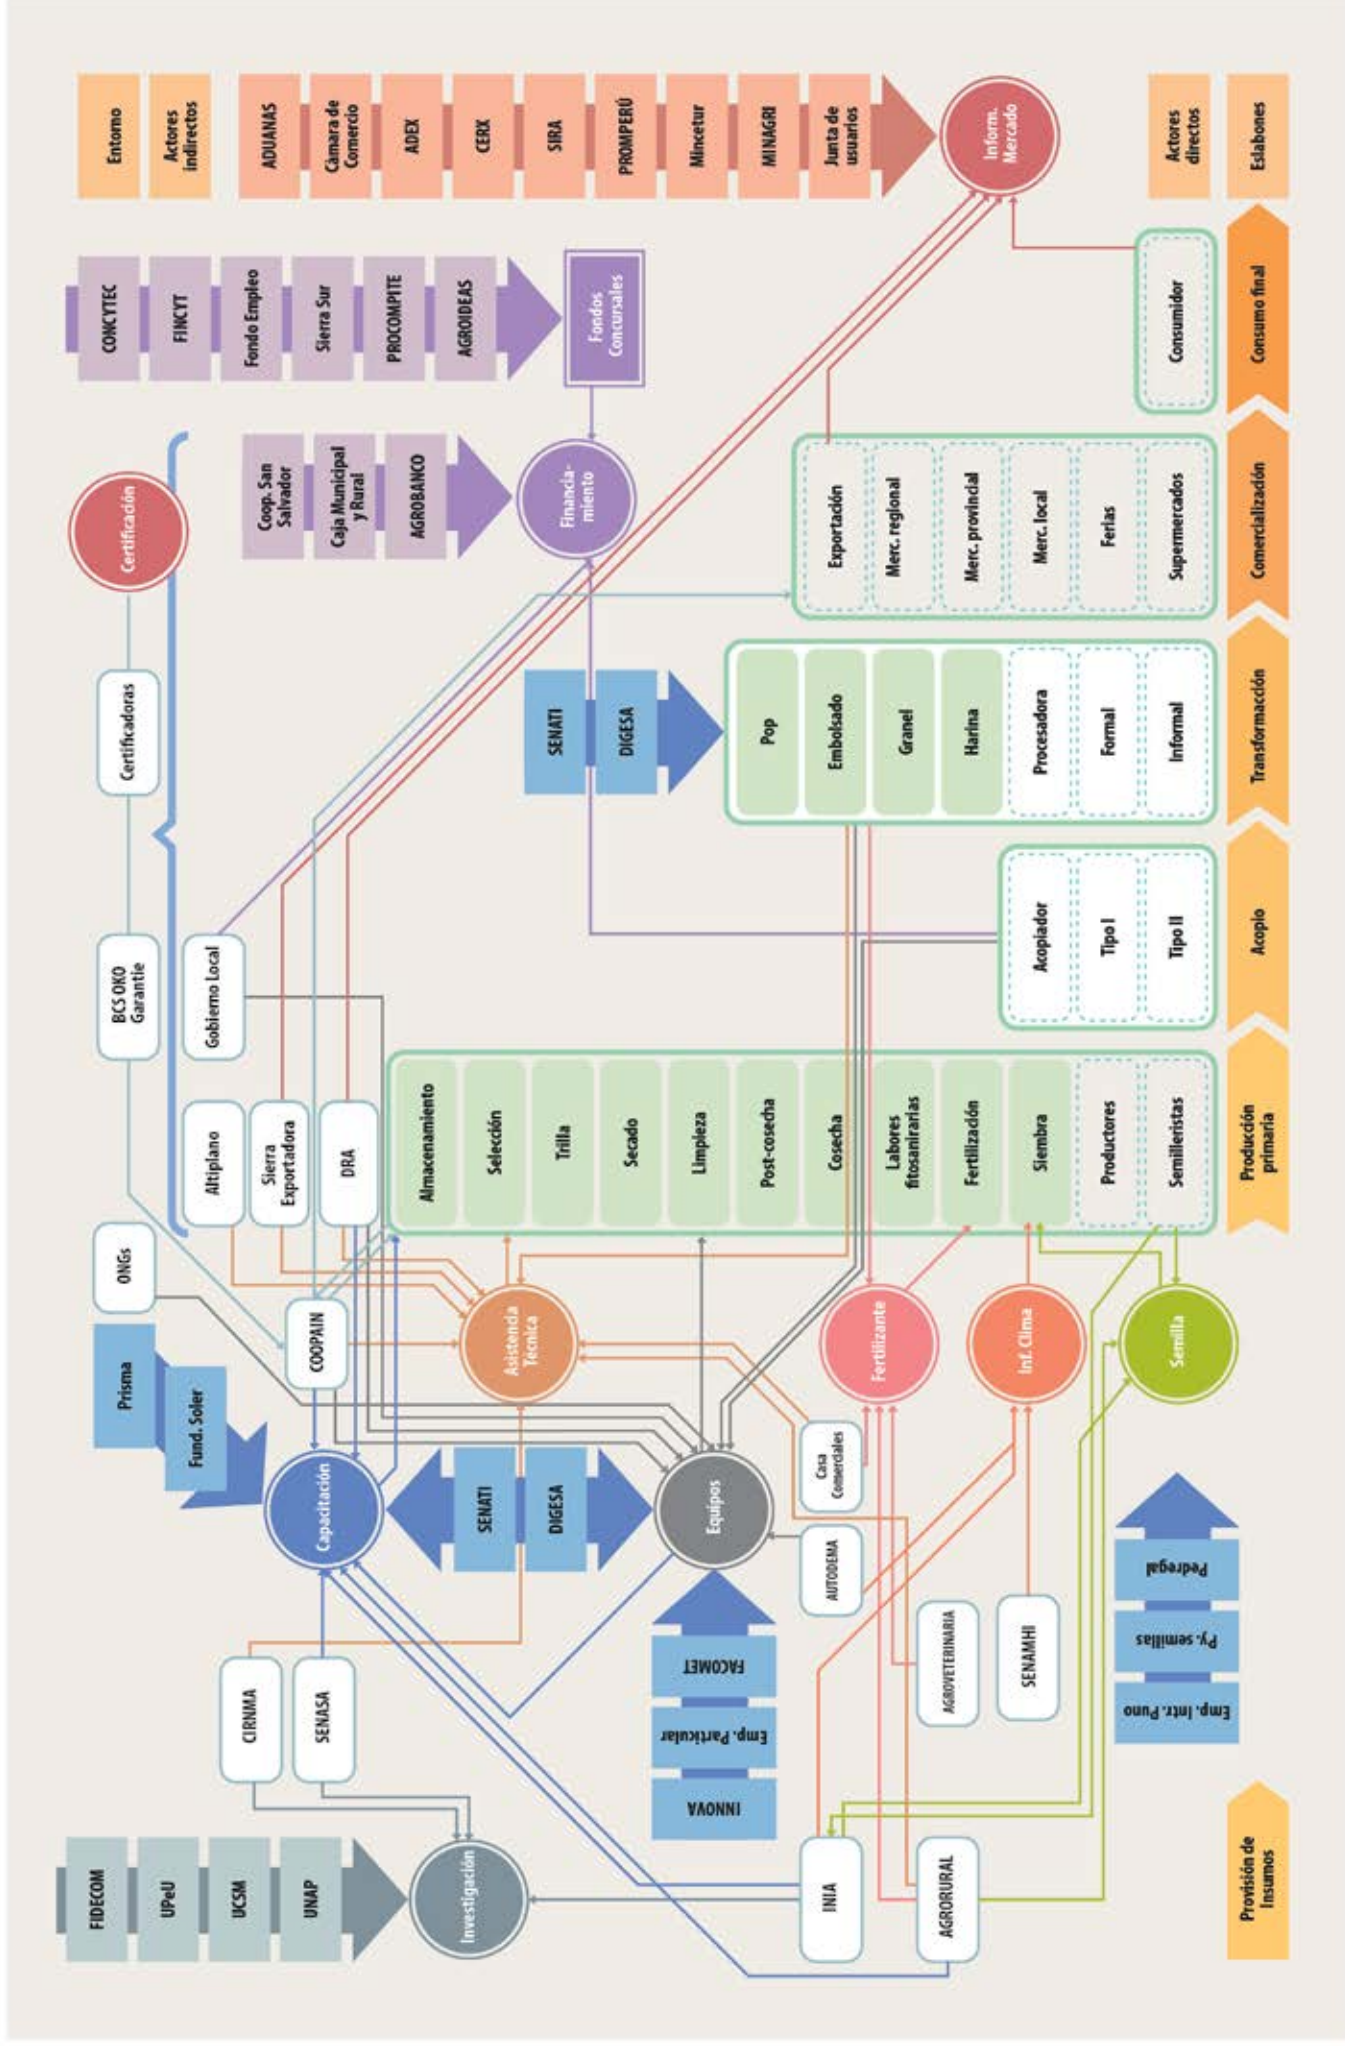 FIDECOM
UPeU
UCSM
UNAP
Investigación
CIRNMA
SENASA
Prisma
Fund. Soler
Capacitación
SENATI
DIGESA
Equipos
INNOVA
Emp. Particular
FACOMET
ONGs
COOPAIN
Asistenda
Técnica
BCS OKO
Garantie
Certificadoras
Certificación
Altiplano
Sierra
Exportadora
DRA
Gobierno Local
Coop. San
Salvador
Caja Municipal
y Rural
AGROBANCO
Financia-
miento
CONCYTEC
FINCYT
Fondo Empleo
Sierra Sur
PROCOMPITE
AGROIDEAS
Fondos
Concursales
Entorno
Actores
indirectos
ADUANAS
Cámara de
Comercio
ADEX
CERX
SIRA
PROMPERÚ
Mincetur
MINAGRI
Junta de
usuarios
Inform.
Mercado
INIA
AGRORURAL
AUTODEMA
Casa
Comerciales
AGROVETERINARIA
SENAMHI
Fertilizante
Inf. Clima
Semilla
Emp. Intr. Puno
Py. semillas
Pedregal
Almacenamiento
Selección
Trilla
Secado
Limpieza
Post-cosecha
Cosecha
Labores
fitosanirarias
Fertilización
Siembra
Productores
Semilleristas
Acopiador
Tipo I
Tipo II
SENATI
DIGESA
Pop
Embolsado
Granel
Harina
Procesadora
Formal
Informal
Exportación
Merc. regional
Merc. provincial
Merc. local
Ferias
Supermercados
Consumidor
Actores
directos
Provisión de
Insumos
Producción
primaria
Acopio
Transformacción
Comercialización
Consumo final
Eslabones